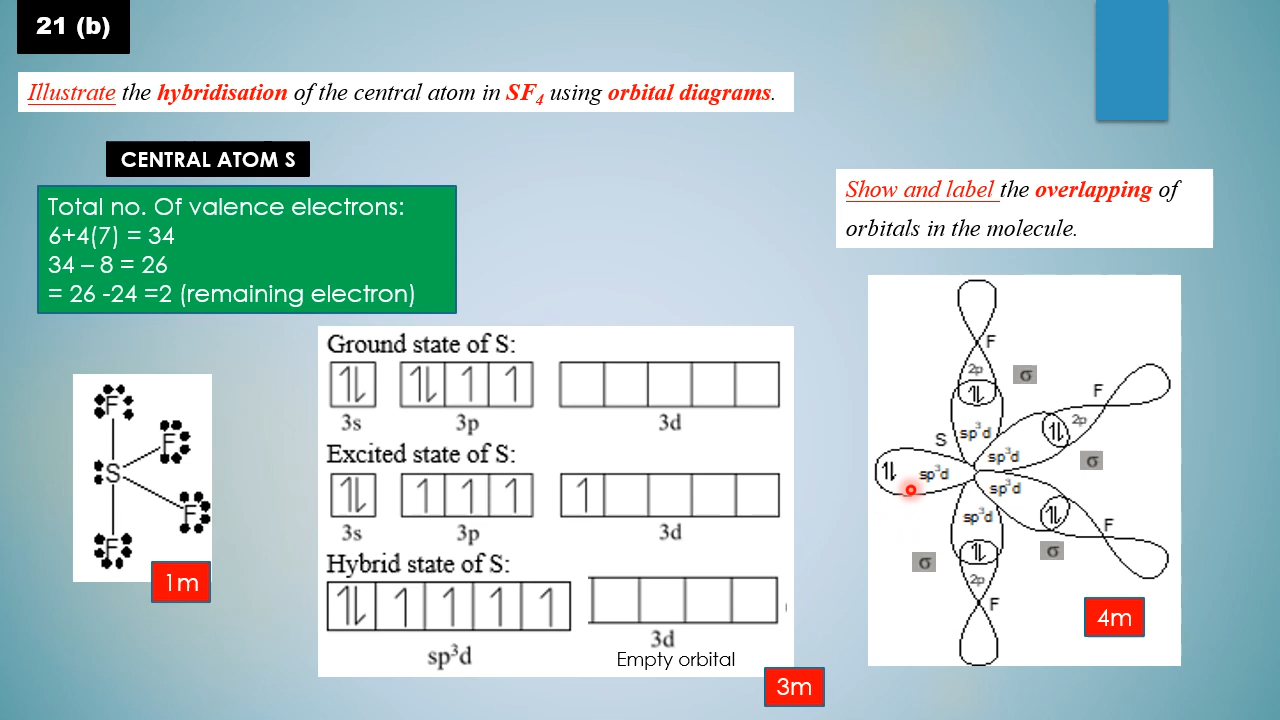 21 (b)
Illustrate the hybridisation of the central atom in SF₄ using orbital diagrams.
CENTRAL ATOM S
Total no. Of valence electrons:
6+4(7) = 34
34 – 8 = 26
= 26 -24 =2 (remaining electron)
F
F
S
F
F
1m
Ground state of S:
3s
3p
3d
Excited state of S:
3s
3p
3d
Hybrid state of S:
sp³d
3d
Empty orbital
3m
Show and label the overlapping of
orbitals in the molecule.
F
2p
σ
F
2p
sp³d
S
sp³d
sp³d
σ
sp³d
sp³d
F
σ
σ
2p
F
4m